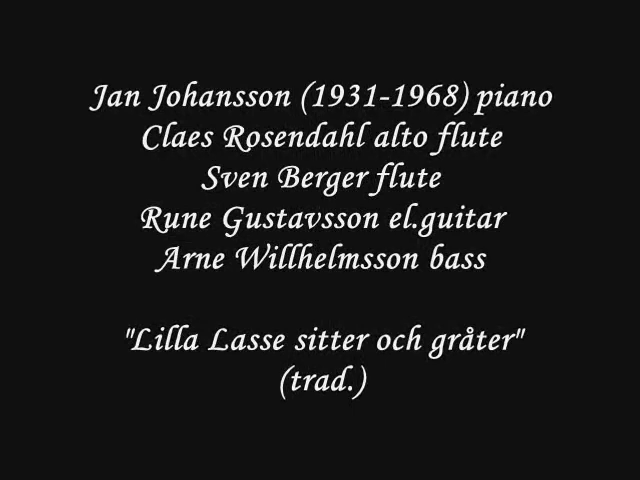 Jan Johansson (1931-1968) piano
Claes Rosendahl alto flute
Sven Berger flute
Rune Gustavsson el.guitar
Arne Willhelmsson bass
"Lilla Lasse sitter och gråter"
(trad.)